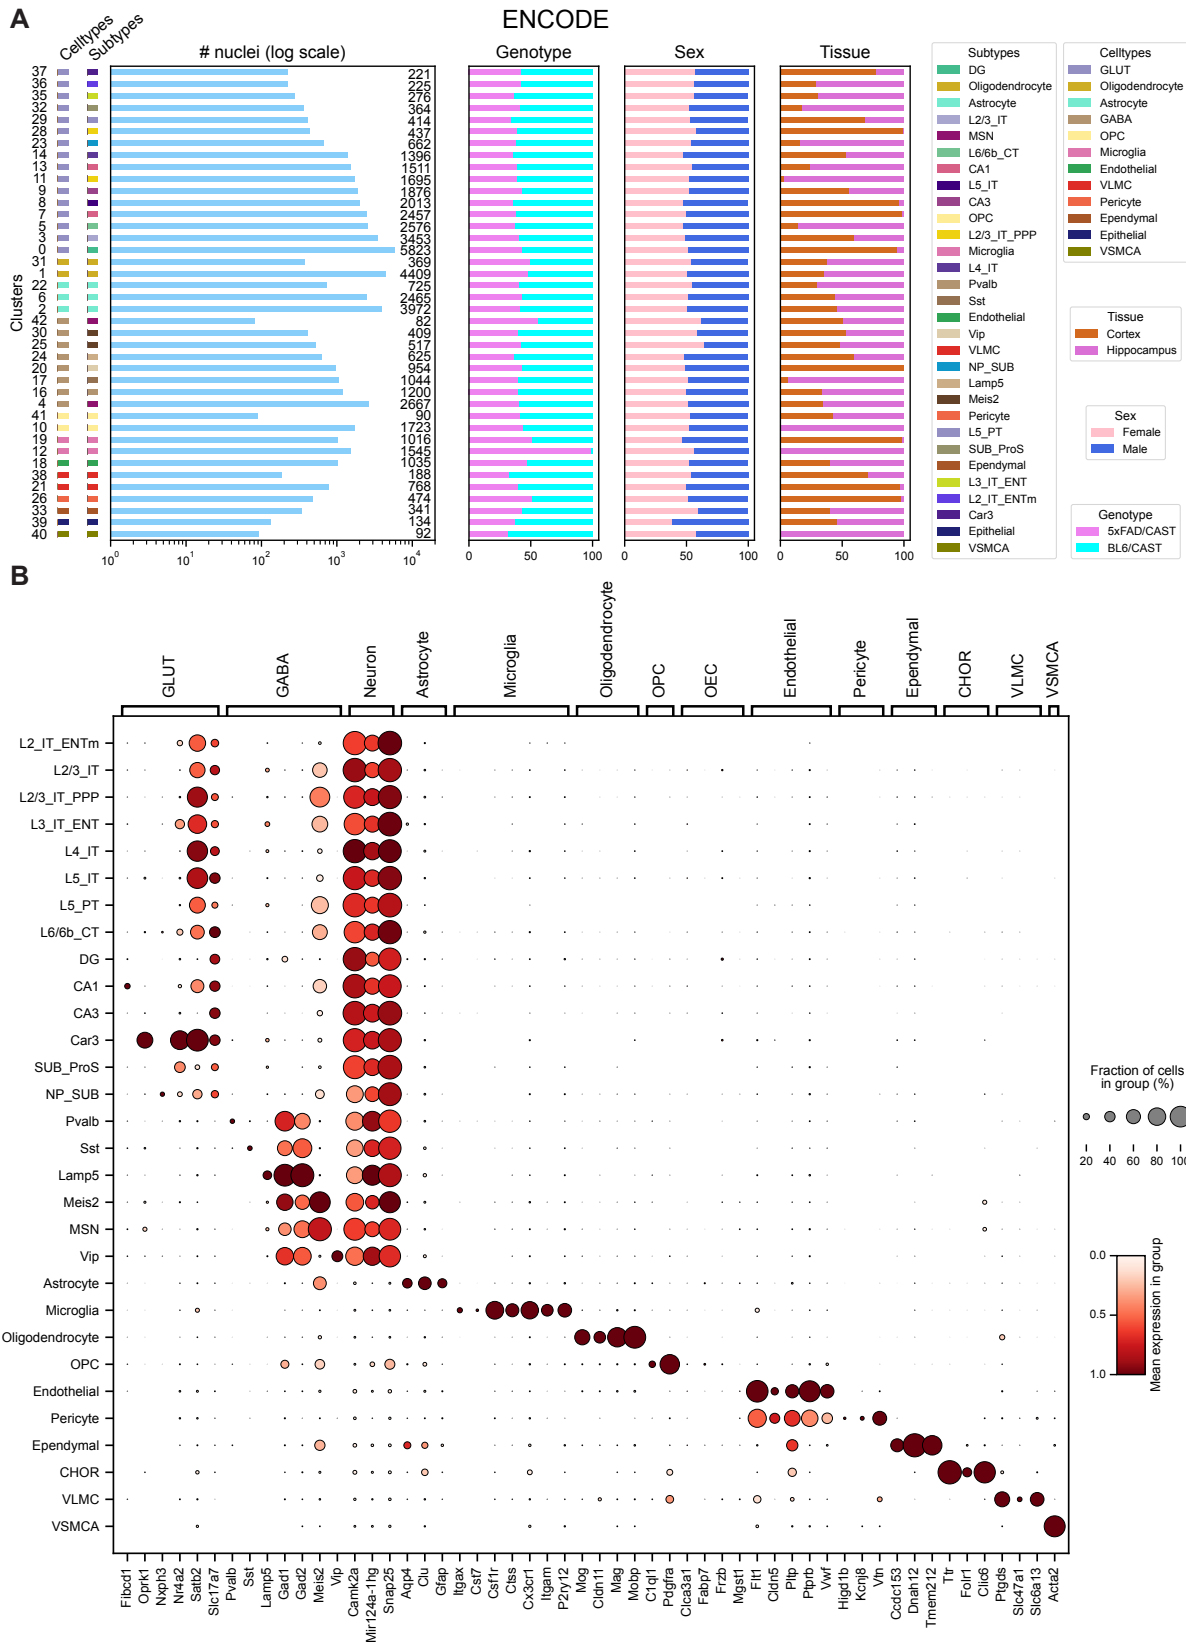 A
ENCODE
Celltypes
Subtypes
# nuclei (log scale)
Genotype
Sex
Tissue
Clusters
37 221
36 225
35 276
32 364
29 414
28 437
23 662
14 1396
13 1511
11 1695
9 1876
8 2013
7 2457
5 2576
3 3453
0 5823
31 369
1 4409
22 725
6 2465
2 3972
42 82
30 409
25 517
24 625
20 954
17 1044
16 1200
4 2667
41 90
10 1723
19 1016
12 1545
18 1035
38 188
21 768
26 474
33 341
39 134
40 92
10^0 10^1 10^2 10^3 10^4
0 50 100
0 50 100
0 50 100
Subtypes
DG
Oligodendrocyte
Astrocyte
L2/3_IT
MSN
L6/6b_CT
CA1
L5_IT
CA3
OPC
L2/3_IT_PPP
Microglia
L4_IT
Pvalb
Sst
Endothelial
Vip
VLMC
NP_SUB
Lamp5
Meis2
Pericyte
L5_PT
SUB_ProS
Ependymal
L3_IT_ENT
L2_IT_ENTm
Car3
Epithelial
VSMCA
Celltypes
GLUT
Oligodendrocyte
Astrocyte
GABA
OPC
Microglia
Endothelial
VLMC
Pericyte
Ependymal
Epithelial
VSMCA
Tissue
Cortex
Hippocampus
Sex
Female
Male
Genotype
5xFAD/CAST
BL6/CAST
B
GLUT
GABA
Neuron
Astrocyte
Microglia
Oligodendrocyte
OPC
OEC
Endothelial
Pericyte
Ependymal
CHOR
VLMC
VSMCA
L2_IT_ENTm
L2/3_IT
L2/3_IT_PPP
L3_IT_ENT
L4_IT
L5_IT
L5_PT
L6/6b_CT
DG
CA1
CA3
Car3
SUB_ProS
NP_SUB
Pvalb
Sst
Lamp5
Meis2
MSN
Vip
Astrocyte
Microglia
Oligodendrocyte
OPC
Endothelial
Pericyte
Ependymal
CHOR
VLMC
VSMCA
Fibcd1
Oprk1
Nxph3
Nr4a2
Satb2
Slc17a7
Pvalb
Sst
Lamp5
Gad1
Gad2
Meis2
Vip
Camk2a
Mir124a-1hg
Snap25
Aqp4
Clu
Gfap
Itgax
Cst7
Csf1r
Ctss
Cx3cr1
Itgam
P2ry12
Mog
Cldn11
Mag
Mobp
C1ql1
Pdgfra
Clca3a1
Fabp7
Frzb
Mgst1
Flt1
Cldn5
Pltp
Ptprb
Vwf
Higd1b
Kcnj8
Vtn
Ccdc153
Dnah12
Tmem212
Ttr
Folr1
Clic6
Ptgds
Slc47a1
Slc6a13
Acta2
Fraction of cells
in group (%)
20 40 60 80 100
0.0
0.5
1.0
Mean expression in group